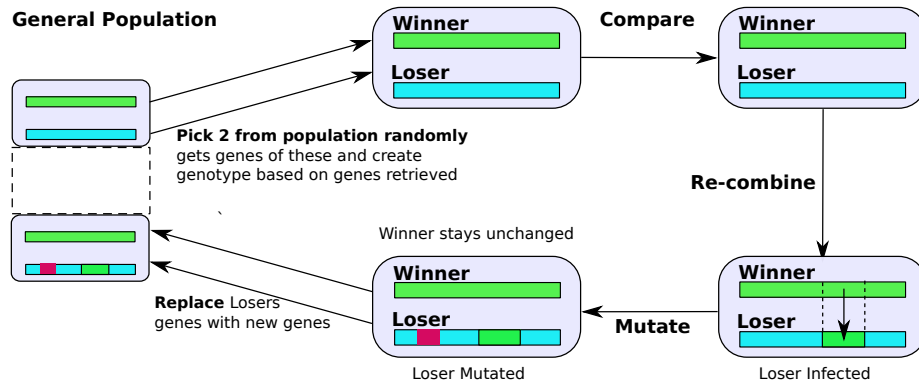 General Population
Winner
Loser
Compare
Winner
Loser
Pick 2 from population randomly
gets genes of these and create
genotype based on genes retrieved
Re-combine
Winner stays unchanged
Winner
Loser
Replace Losers
genes with new genes
Mutate
Winner
Loser
Loser Mutated
Loser Infected